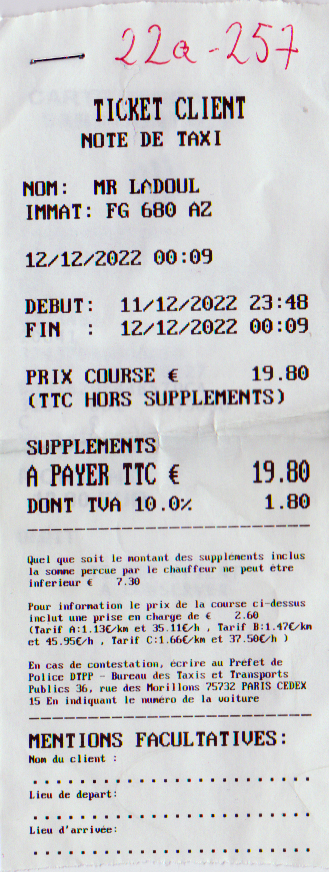 22a-257
TICKET CLIENT
NOTE DE TAXI
NOM: MR LADOUL
IMMAT: FG 680 AZ
12/12/2022 00:09
DEBUT: 11/12/2022 23:48
FIN : 12/12/2022 00:09
PRIX COURSE € 19.80
(TTC HORS SUPPLEMENTS)
SUPPLEMENTS
A PAYER TTC € 19.80
DONT TVA 10.0% 1.80
Quel que soit le montant des supplements inclus
la somme percue par le chauffeur ne peut étre
inferieur € 7.30
Pour information le prix de la course ci-dessus
inclut une prise en charge de € 2.60
(Tarif A:1.13€/km et 35.11€/h , Tarif B:1.47€/km
et 45.95€/h , Tarif C:1.66€/km et 37.50€/h )
En cas de contestation, écrire au Prefet de
Police DTPP - Bureau des Taxis et Transports
Publics 36, rue des Morillons 75732 PARIS CEDEX
15 En indiquant le numéro de la voiture
MENTIONS FACULTATIVES:
Nom du client :
Lieu de depart:
Lieu d'arrivée: